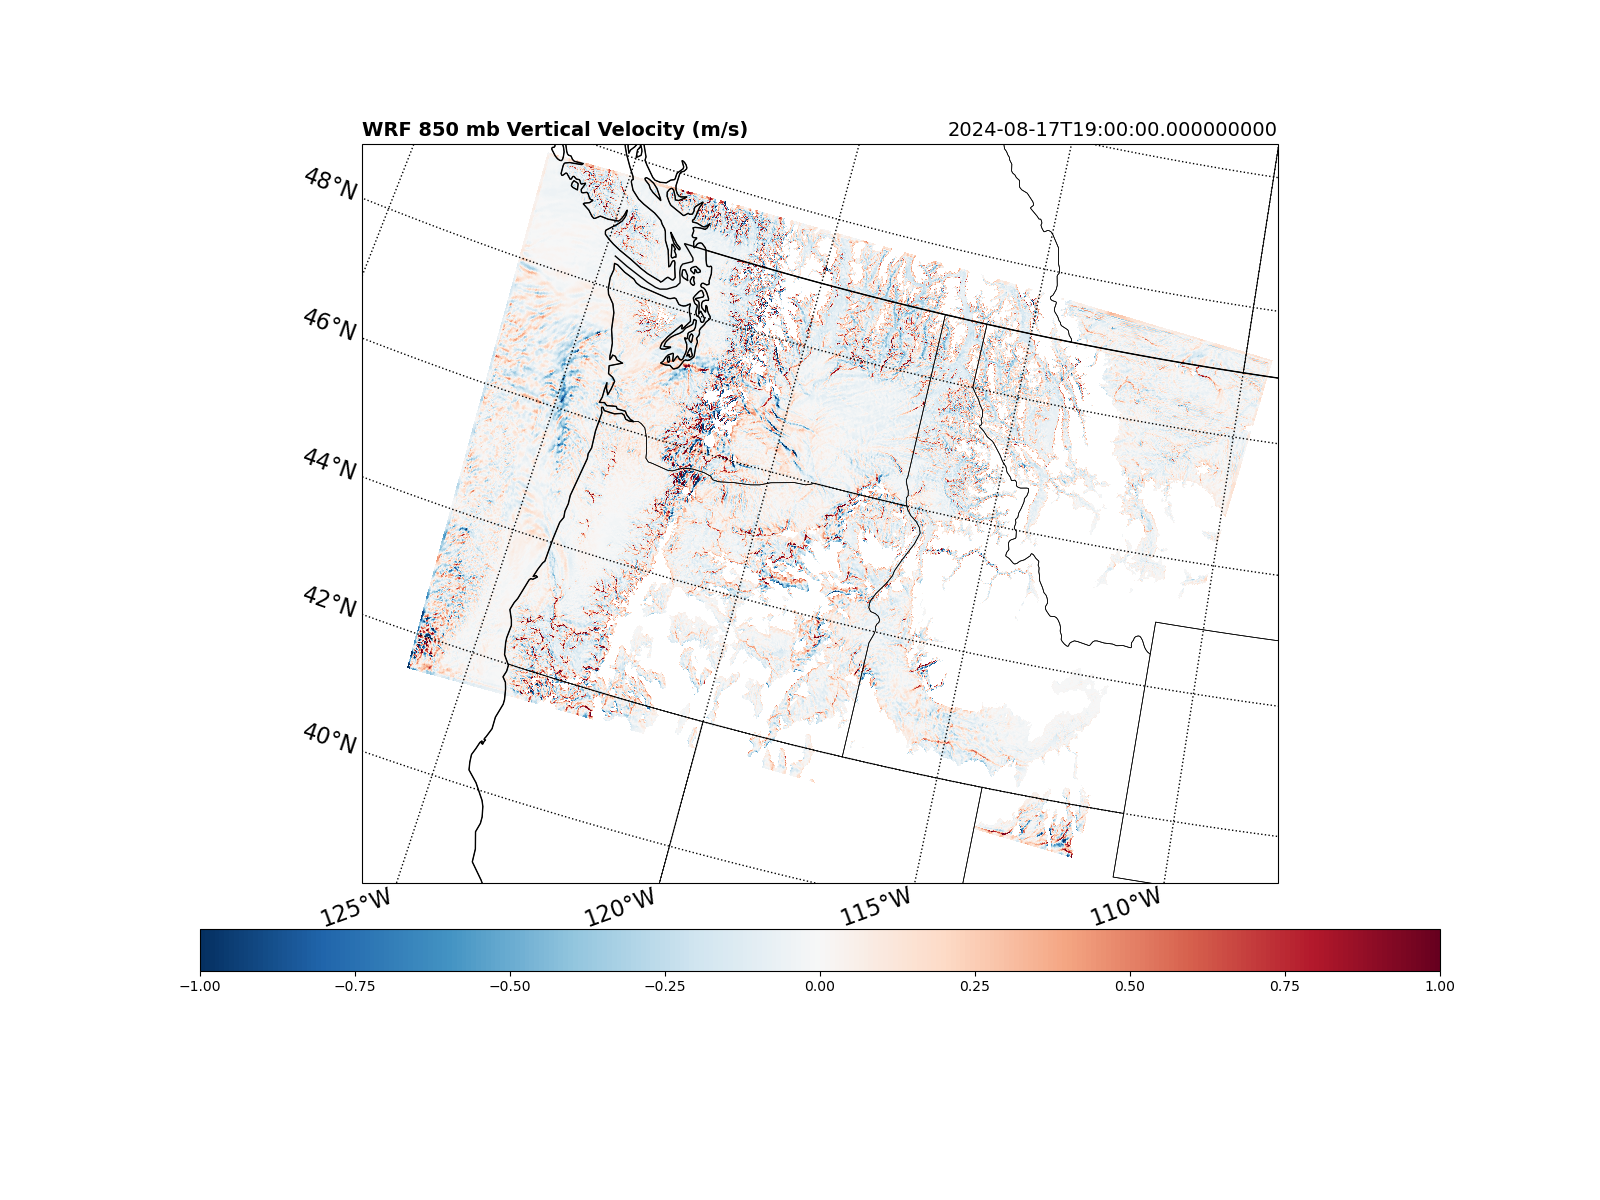 WRF 850 mb Vertical Velocity (m/s) 2024-08-17T19:00:00.000000000
48°N
46°N
44°N
42°N
40°N
125°W 120°W 115°W 110°W
−1.00 −0.75 −0.50 −0.25 0.00 0.25 0.50 0.75 1.00